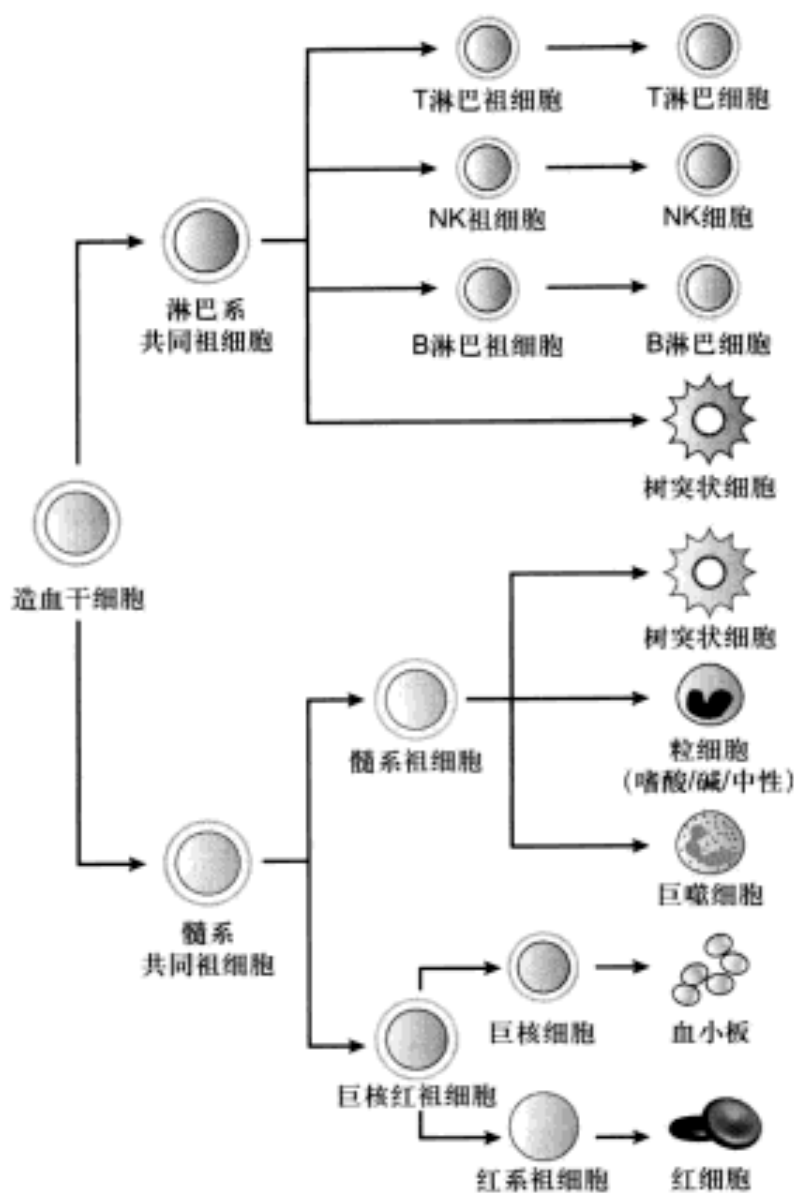 T淋巴祖细胞
T淋巴细胞
NK祖细胞
NK细胞
淋巴系
共同祖细胞
B淋巴祖细胞
B淋巴细胞
树突状细胞
造血干细胞
树突状细胞
髓系祖细胞
粒细胞
(嗜酸/碱/中性)
巨噬细胞
髓系
共同祖细胞
巨核细胞
血小板
巨核红祖细胞
红系祖细胞
红细胞